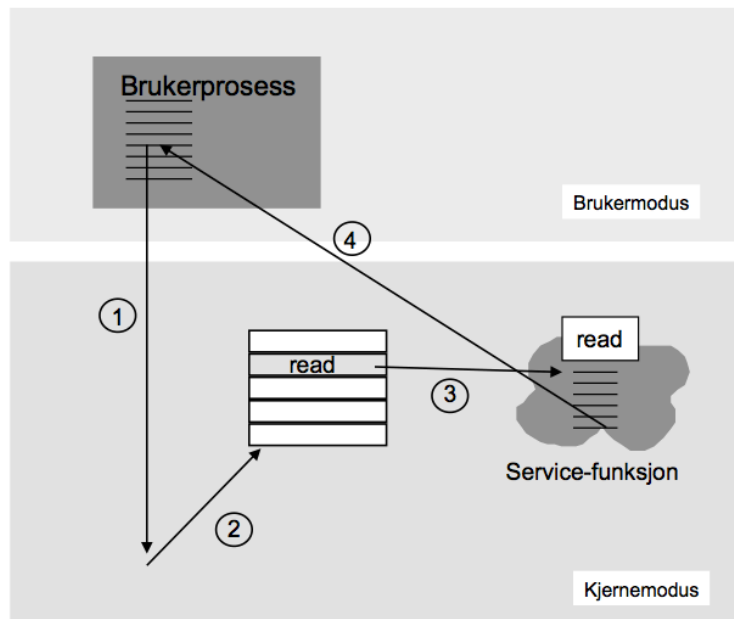 Brukerprosess
Brukermodus
4
1
read
read
3
Service-funksjon
2
Kjernemodus